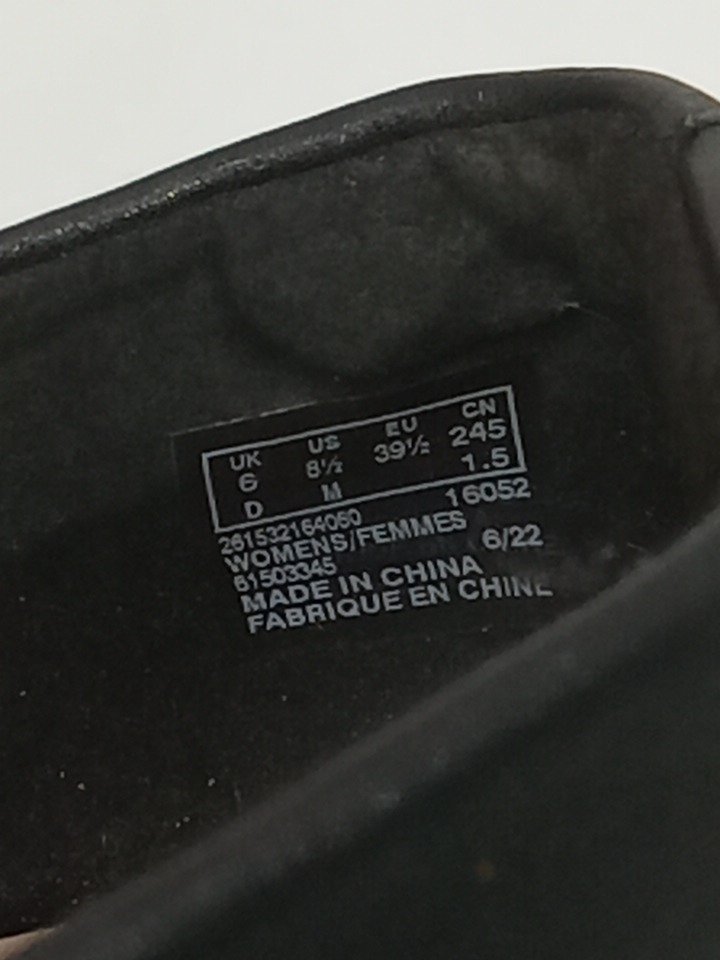 UK US EU CN
6 8½ 39½ 245
D M 1.5
261532164060 16052
WOMENS/FEMMES
61503345 6/22
MADE IN CHINA
FABRIQUE EN CHINE